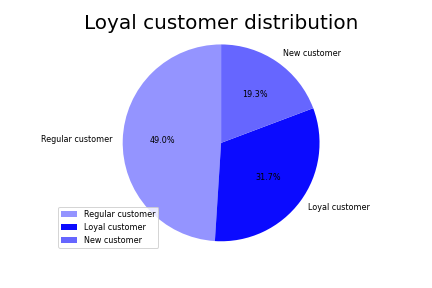 Loyal customer distribution
New customer
19.3%
Regular customer
49.0%
31.7%
Loyal customer
Regular customer
Loyal customer
New customer